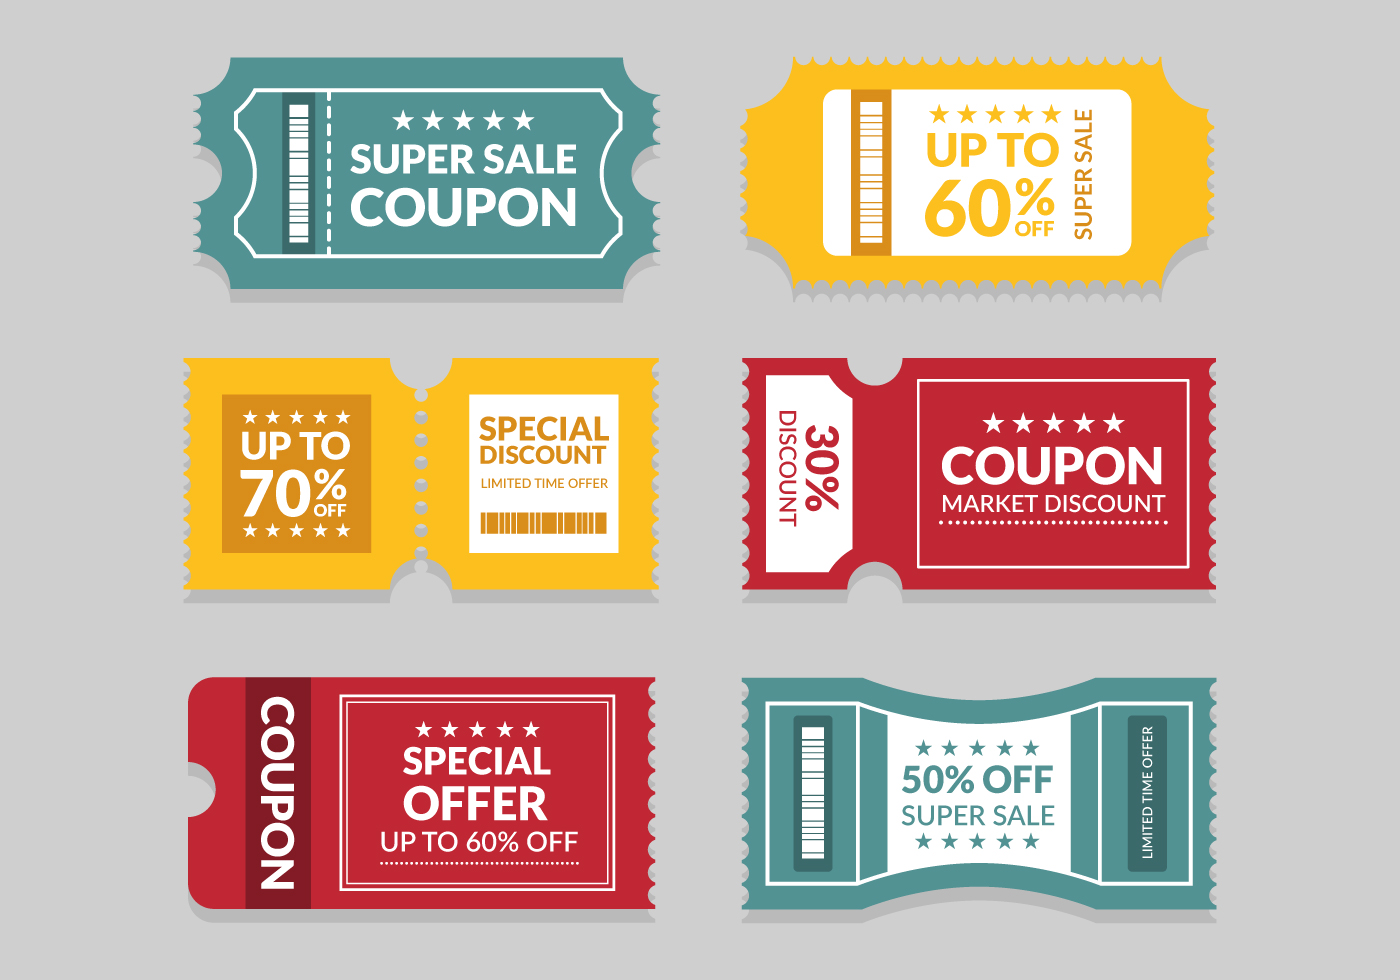 SUPER SALE
COUPON
UP TO
60%
OFF
SUPER SALE
UP TO
70%
OFF
SPECIAL
DISCOUNT
LIMITED TIME OFFER
30%
DISCOUNT
COUPON
MARKET DISCOUNT
COUPON
SPECIAL
OFFER
UP TO 60% OFF
50% OFF
SUPER SALE
LIMITED TIME OFFER